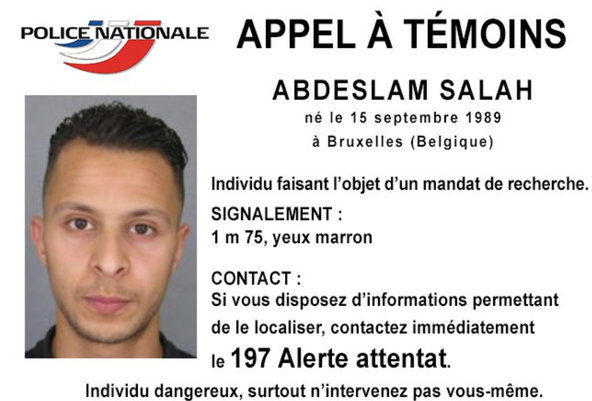 POLICE NATIONALE
APPEL À TÉMOINS
ABDESLAM SALAH
né le 15 septembre 1989
à Bruxelles (Belgique)
Individu faisant l'objet d'un mandat de recherche.
SIGNALEMENT :
1 m 75, yeux marron
CONTACT :
Si vous disposez d'informations permettant
de le localiser, contactez immédiatement
le 197 Alerte attentat.
Individu dangereux, surtout n'intervenez pas vous-même.